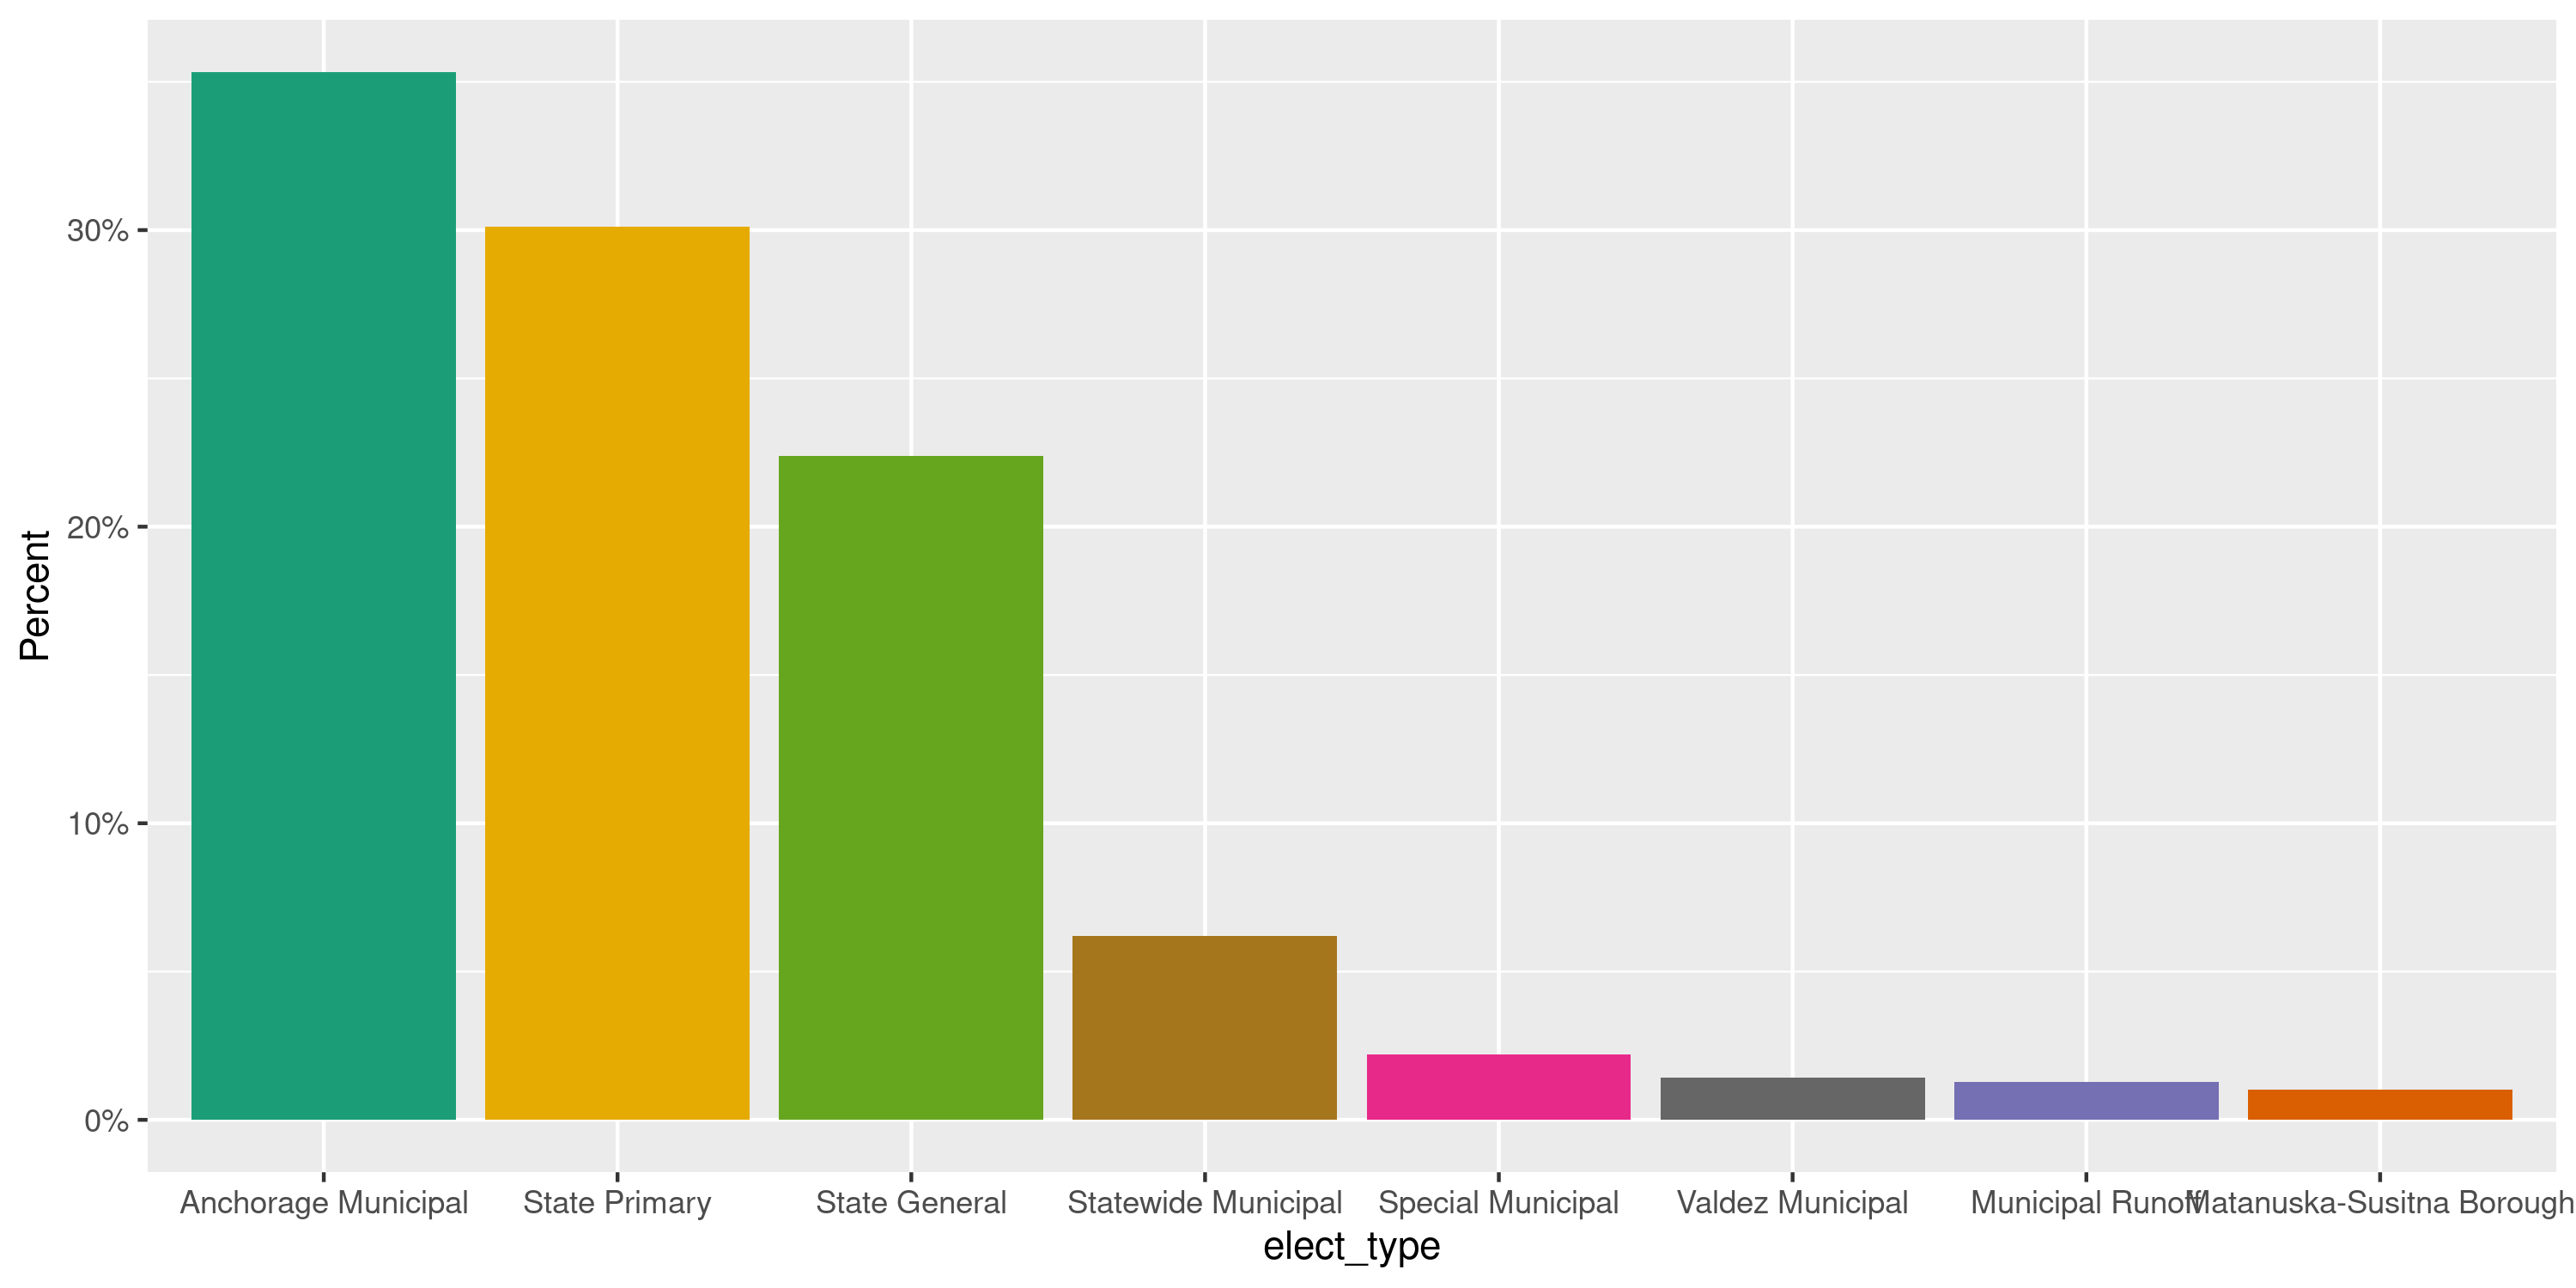 Percent
30%
20%
10%
0%
Anchorage Municipal
State Primary
State General
Statewide Municipal
Special Municipal
Valdez Municipal
Municipal Runoff
Matanuska-Susitna Borough
elect_type